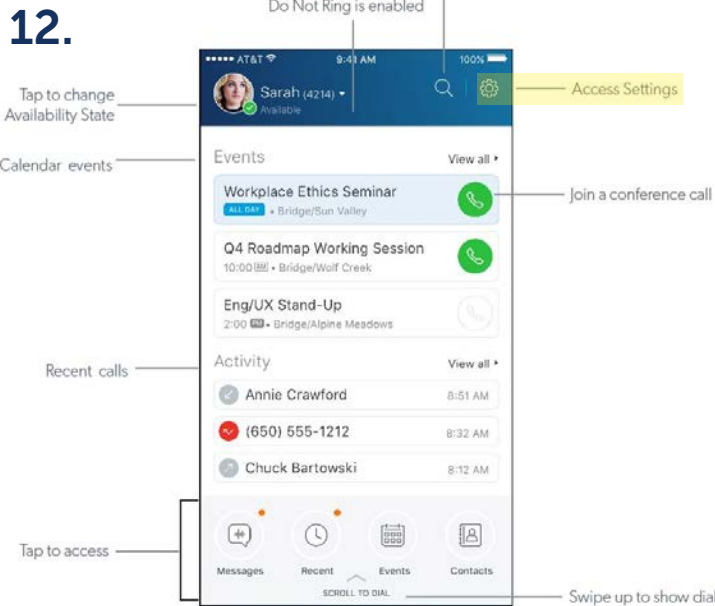 Do Not Ring is enabled
12.
AT&T 9:41 AM 100%
Sarah (4214)
Available
Tap to change
Availability State
Access Settings
Calendar events
Events View all
Workplace Ethics Seminar
ALL DAY • Bridge/Sun Valley
Join a conference call
Q4 Roadmap Working Session
10:00 AM • Bridge/Wolf Creek
Eng/UX Stand-Up
2:00 PM • Bridge/Alpine Meadows
Recent calls
Activity View all
Annie Crawford 8:51 AM
(650) 555-1212 8:32 AM
Chuck Bartowski 8:12 AM
Tap to access
Messages Recent Events Contacts
SCROLL TO DIAL
Swipe up to show dial